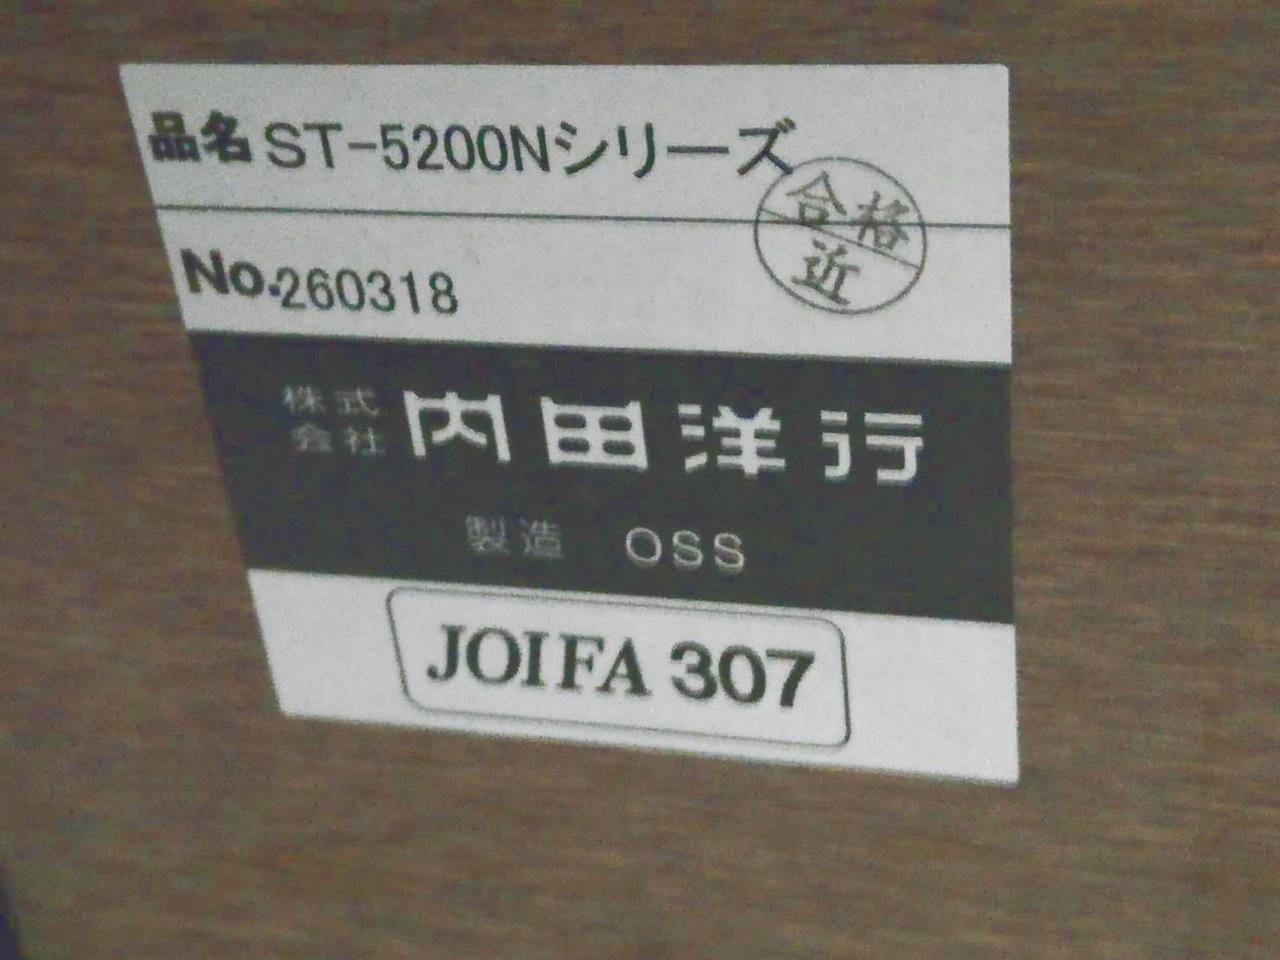 品名 ST-5200Nシリーズ
合格
近
No.260318
株式
会社
内田洋行
製造 OSS
JOIFA 307